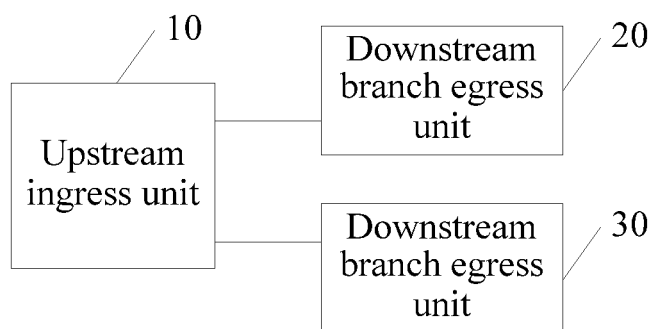 10
Upstream
ingress unit
Downstream
branch egress
unit
20
Downstream
branch egress
unit
30